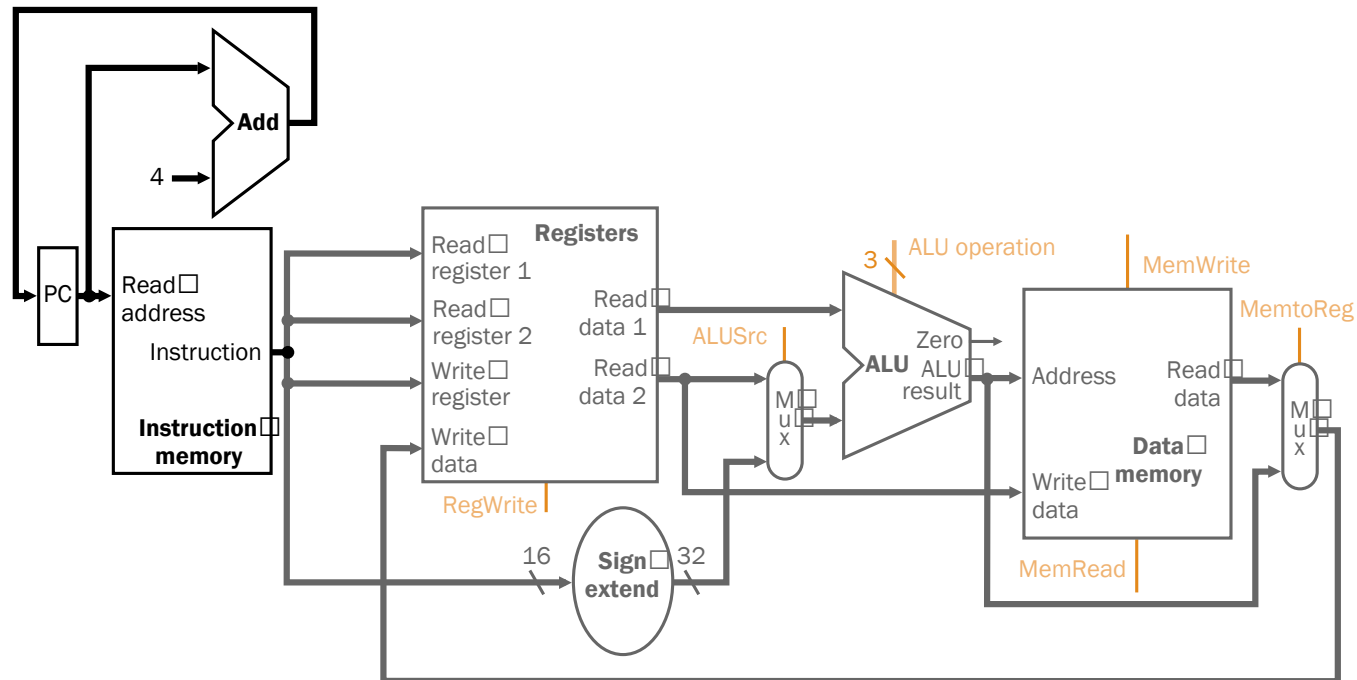 Add
4
PC
Read
address
Instruction
Instruction
memory
Registers
Read
register 1
Read
register 2
Write
register
Write
data
Read
data 1
Read
data 2
RegWrite
16
Sign
extend
32
ALUSrc
M
u
x
3
ALU operation
Zero
ALU
ALU
result
MemWrite
Address
Read
data
Data
memory
Write
data
MemRead
MemtoReg
M
u
x